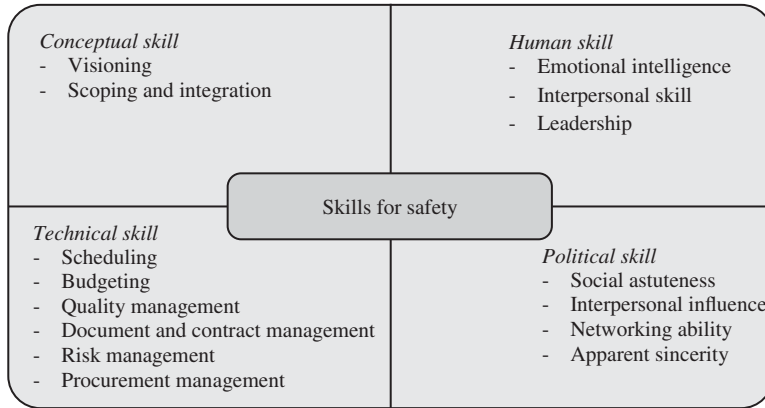 Conceptual skill
- Visioning
- Scoping and integration
Human skill
- Emotional intelligence
- Interpersonal skill
- Leadership
Skills for safety
Technical skill
- Scheduling
- Budgeting
- Quality management
- Document and contract management
- Risk management
- Procurement management
Political skill
- Social astuteness
- Interpersonal influence
- Networking ability
- Apparent sincerity